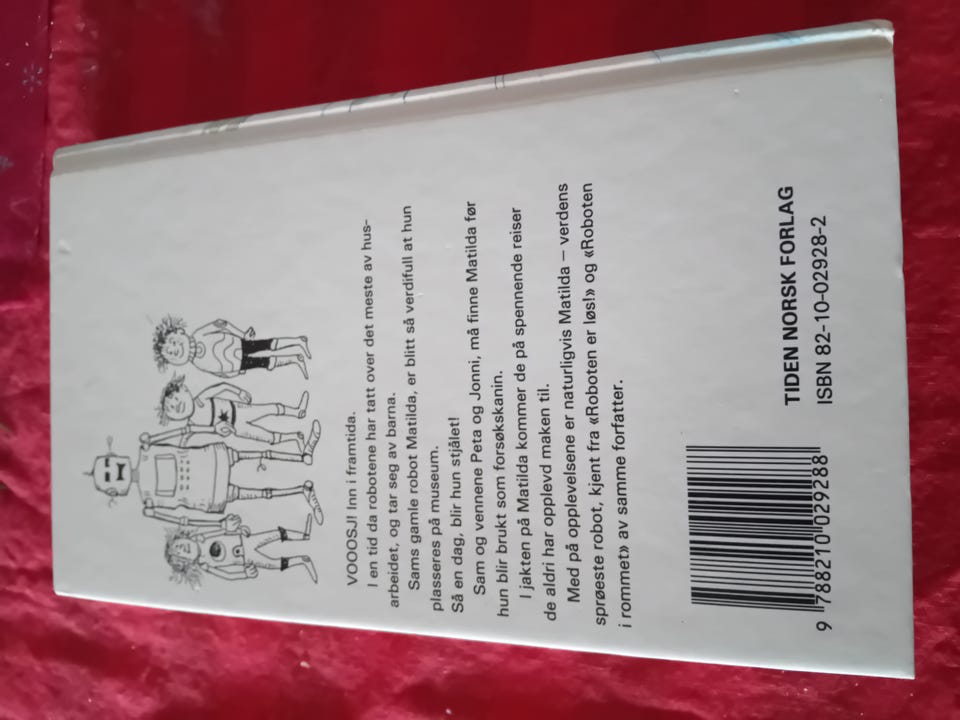 VOOOSJ! Inn i framtida.
I en tid da robotene har tatt over det meste av hus-
arbeidet, og tar seg av barna.
Sams gamle robot Matilda, er blitt så verdifull at hun
plasseres på museum.
Så en dag, blir hun stjålet!
Sam og vennene Peta og Jonni, må finne Matilda før
hun blir brukt som forsøkskanin.
I jakten på Matilda kommer de på spennende reiser
de aldri har opplevd maken til.
Med på opplevelsene er naturligvis Matilda – verdens
sprøeste robot, kjent fra «Roboten er løs!» og «Roboten
i rommet» av samme forfatter.
TIDEN NORSK FORLAG
ISBN 82-10-02928-2
9 788210 029288